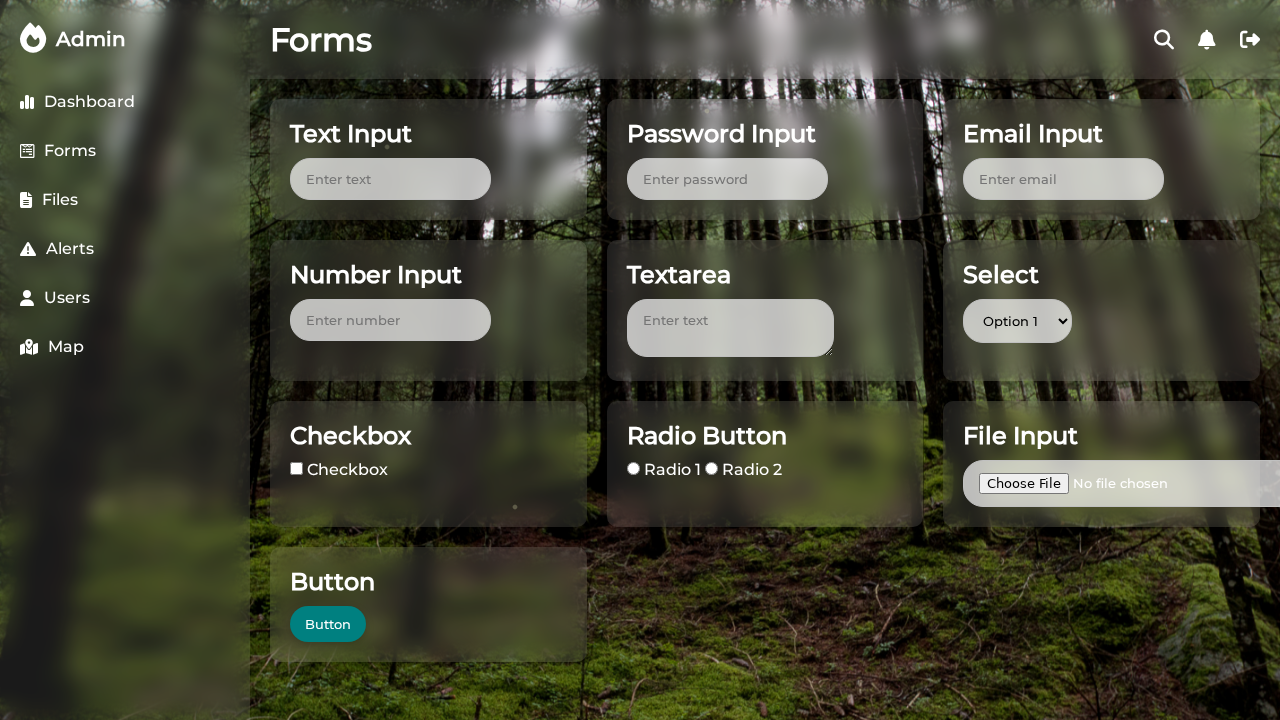 Admin
Dashboard
Forms
Files
Alerts
Users
Map
Forms
Text Input
Enter text
Password Input
Enter password
Email Input
Enter email
Number Input
Enter number
Textarea
Enter text
Select
Option 1
Checkbox
Checkbox
Radio Button
Radio 1 Radio 2
File Input
Choose File No file chosen
Button
Button